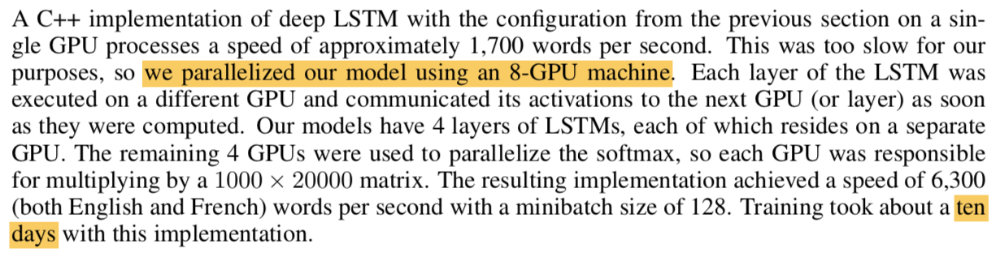 A C++ implementation of deep LSTM with the configuration from the previous section on a sin-
gle GPU processes a speed of approximately 1,700 words per second. This was too slow for our
purposes, so we parallelized our model using an 8-GPU machine. Each layer of the LSTM was
executed on a different GPU and communicated its activations to the next GPU (or layer) as soon
as they were computed. Our models have 4 layers of LSTMs, each of which resides on a separate
GPU. The remaining 4 GPUs were used to parallelize the softmax, so each GPU was responsible
for multiplying by a 1000 × 20000 matrix. The resulting implementation achieved a speed of 6,300
(both English and French) words per second with a minibatch size of 128. Training took about a ten
days with this implementation.